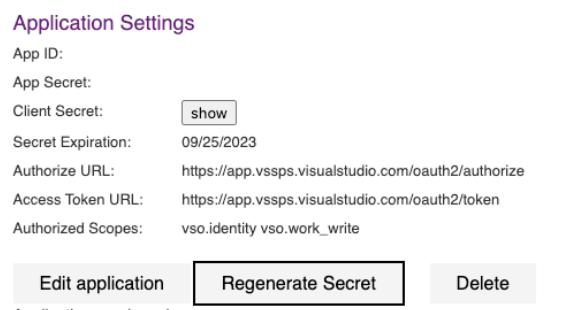 Application Settings
App ID:
App Secret:
Client Secret: show
Secret Expiration: 09/25/2023
Authorize URL: https://app.vssps.visualstudio.com/oauth2/authorize
Access Token URL: https://app.vssps.visualstudio.com/oauth2/token
Authorized Scopes: vso.identity vso.work_write
Edit application Regenerate Secret Delete